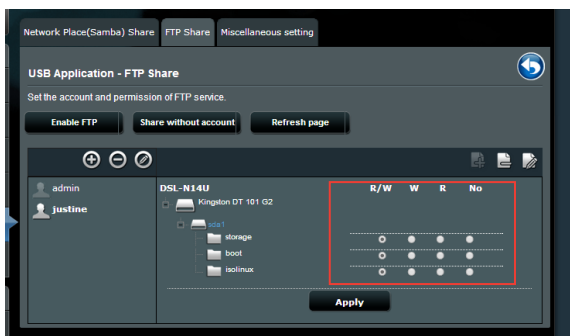 Network Place(Samba) Share FTP Share Miscellaneous setting
USB Application - FTP Share
Set the account and permission of FTP service.
Enable FTP Share without account Refresh page
admin
justine
DSL-N14U R/W W R No
Kingston DT 101 G2
sda1
storage
boot
isolinux
Apply